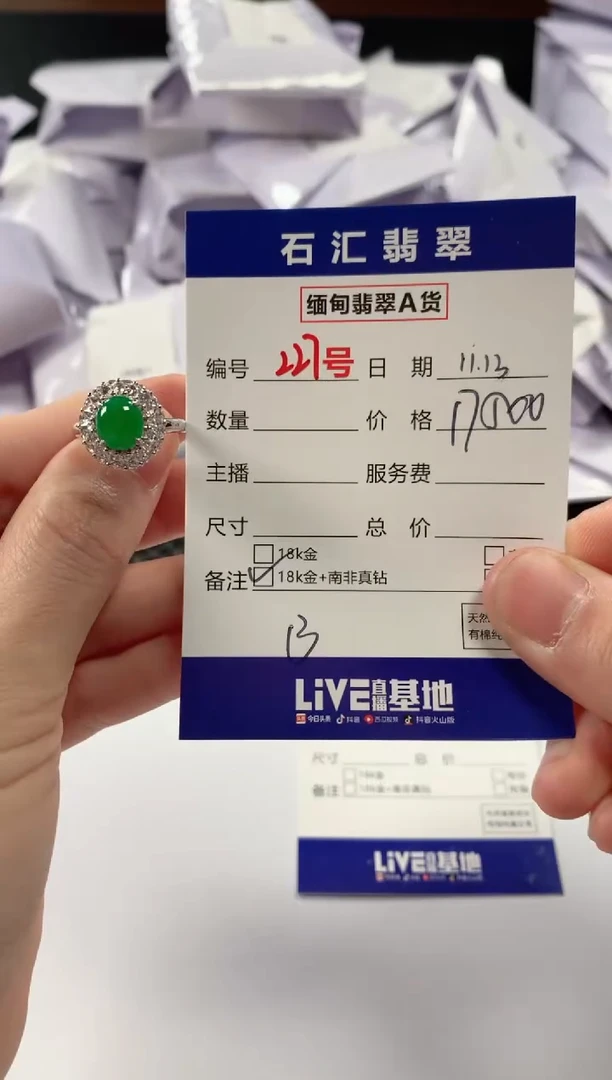 石汇翡翠
缅甸翡翠A货
编号 221号 日期 11.13
数量 价格 17500
主播 服务费
尺寸 总价
18k金
备注 18k金+南非真钻
天然
有棉纯
13
LiVE直播基地
今日头条 抖音 西瓜视频 抖音火山版
尺寸 总价
18k金
备注 18k金+南非真钻
LiVE直播基地